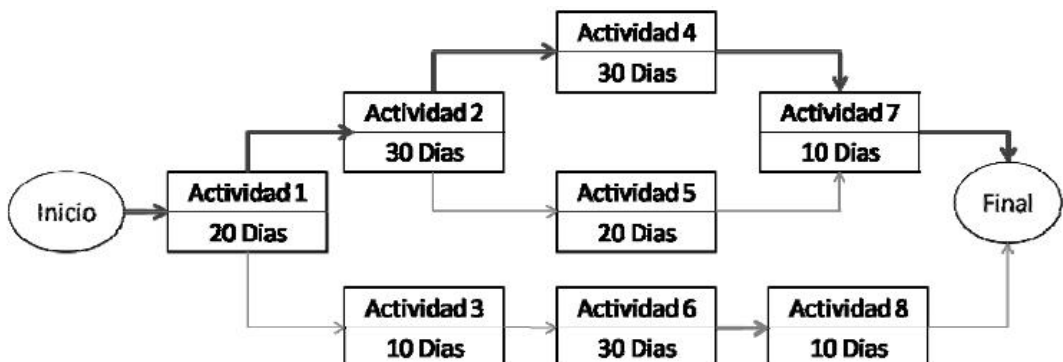 Actividad 4
30 Dias
Actividad 2
30 Dias
Actividad 7
10 Dias
Inicio
Actividad 1
20 Dias
Actividad 5
20 Dias
Final
Actividad 3
10 Dias
Actividad 6
30 Dias
Actividad 8
10 Dias